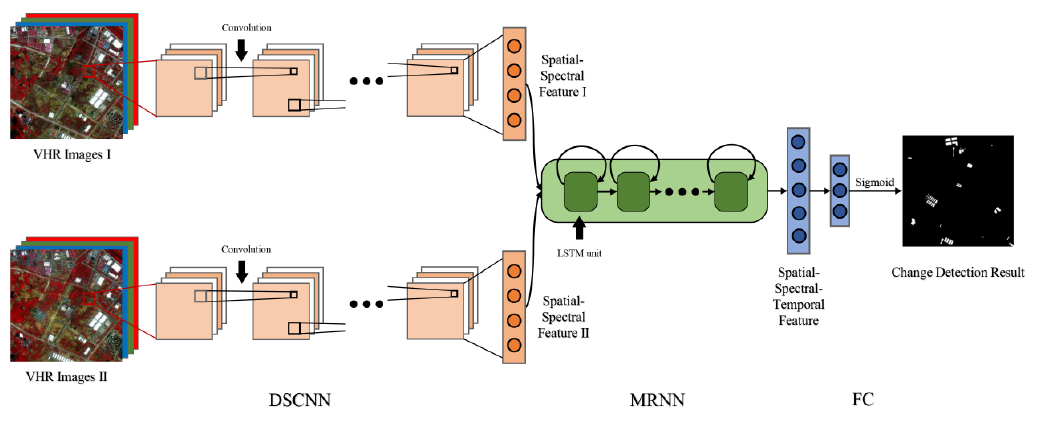 Convolution
Spatial-
Spectral
Feature I
VHR Images I
Sigmoid
LSTM unit
Convolution
Change Detection Result
Spatial-
Spectral-
Temporal
Feature
Spatial-
Spectral
Feature II
VHR Images II
DSCNN
MRNN
FC